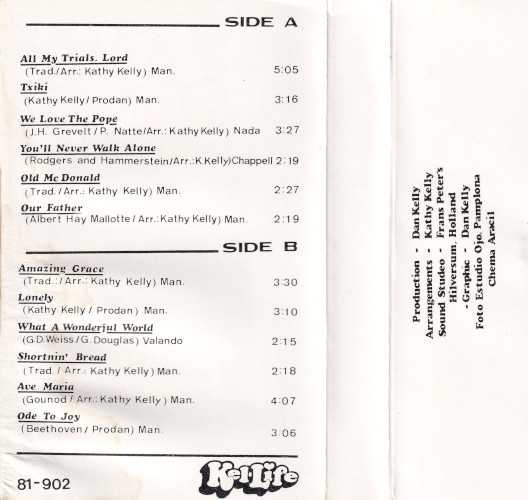 SIDE A
All My Trials, Lord
(Trad./Arr.: Kathy Kelly) Man. 5:05
Txiki
(Kathy Kelly/Prodan) Man. 3:16
We Love The Pope
(J.H. Grevelt/P. Natte/Arr.: Kathy Kelly) Nada 3:27
You'll Never Walk Alone
(Rodgers and Hammerstein/Arr.:K.Kelly)Chappell 2:19
Old Mc Donald
(Trad./Arr.: Kathy Kelly) Man. 2:27
Our Father
(Albert Hay Mallotte/Arr.:Kathy Kelly) Man. 2:19
SIDE B
Amazing Grace
(Trad.:/Arr: Kathy Kelly) Man. 3:30
Lonely
(Kathy Kelly / Prodan) .Man. 3:10
What A Wonderful World
(G.D.Weiss/G.Douglas) Valando 2:15
Shortnin' Bread
(Trad. / Arr.: Kathy Kelly) Man. 2:18
Ave Maria
(Gounod / Arr.: Kathy Kelly) Man. 4:07
Ode To Joy
(Beethoven / Prodan) Man. 3:06
81-902
KelLife
Production - Dan Kelly
Arrangements - Kathy Kelly
Sound Studeo - Frans Peter's
Hilversum, Holland
- Graphic - Dan Kelly
Foto Estudio Ojo, Pamplona
Chema Aracil